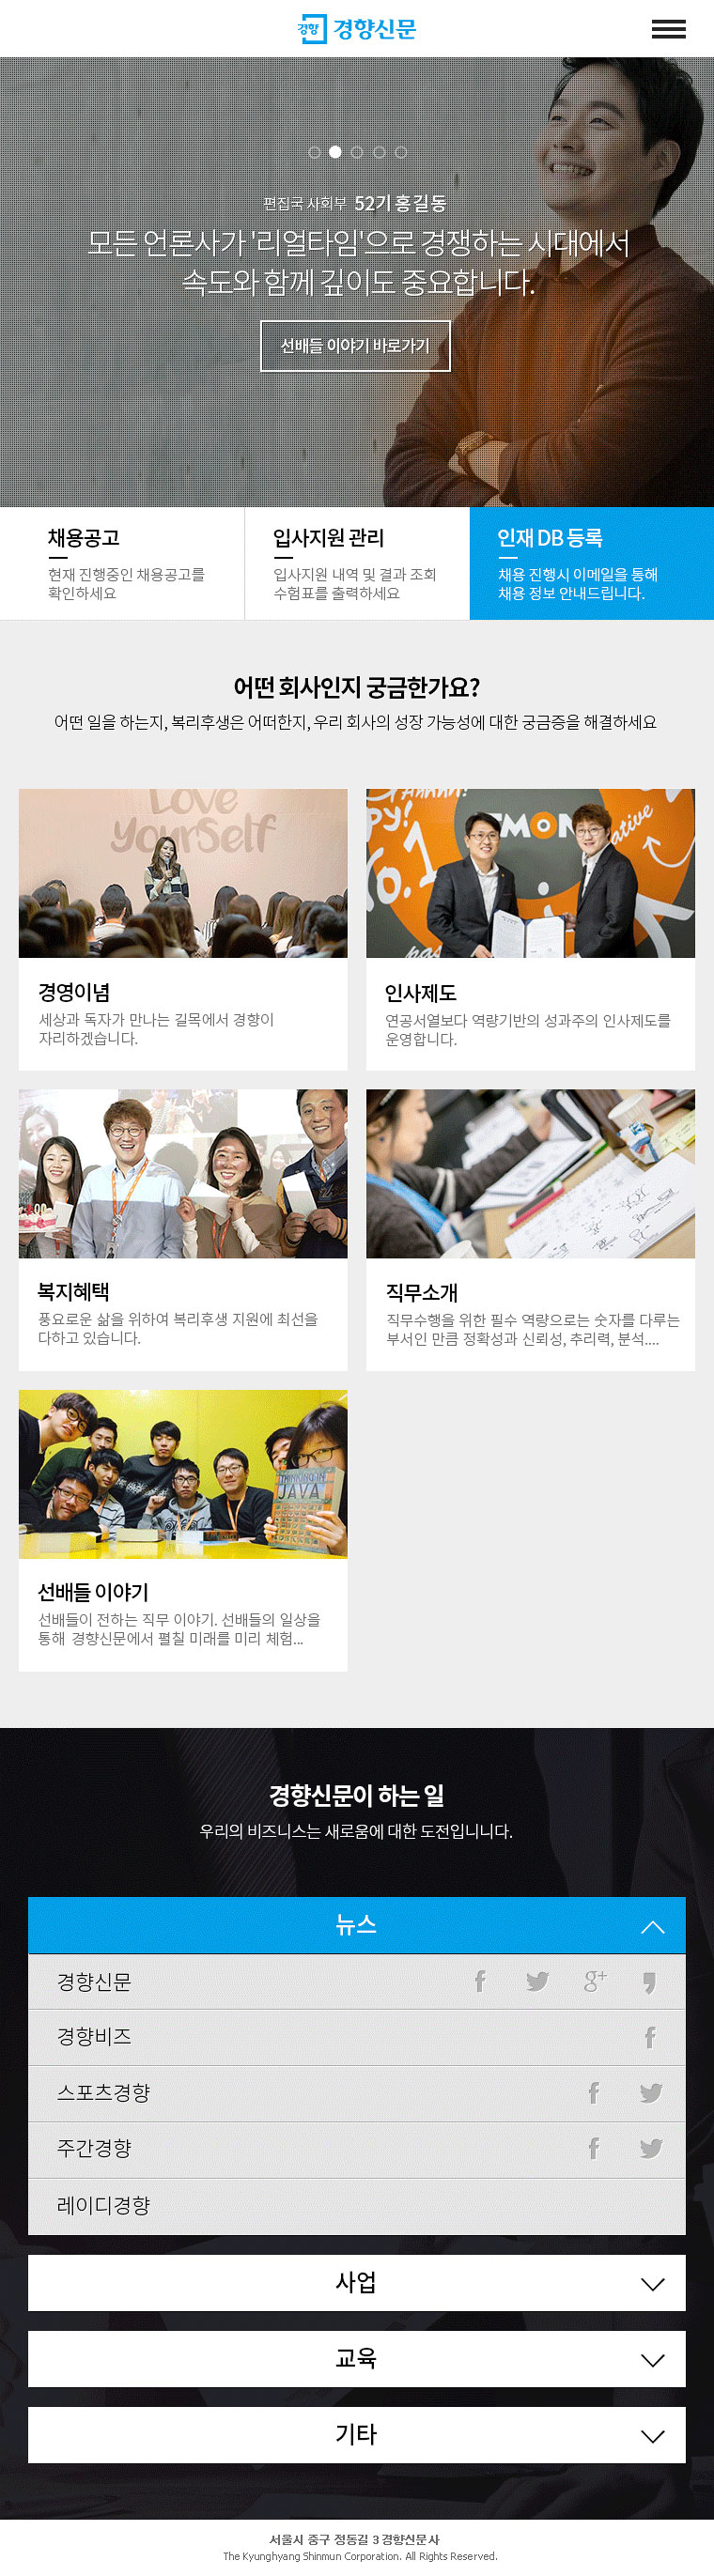 경향 경향신문
편집국 사회부 52기 홍길동
모든 언론사가 '리얼타임'으로 경쟁하는 시대에서
속도와 함께 깊이도 중요합니다.
선배들 이야기 바로가기
채용공고
현재 진행중인 채용공고를
확인하세요
입사지원 관리
입사지원 내역 및 결과 조회
수험표를 출력하세요
인재 DB 등록
채용 진행시 이메일을 통해
채용 정보 안내드립니다.
어떤 회사인지 궁금한가요?
어떤 일을 하는지, 복리후생은 어떠한지, 우리 회사의 성장 가능성에 대한 궁금증을 해결하세요
Love
yourself
PY!
No.1
TMON
eative
경영이념
세상과 독자가 만나는 길목에서 경향이
자리하겠습니다.
인사제도
연공서열보다 역량기반의 성과주의 인사제도를
운영합니다.
복지혜택
풍요로운 삶을 위하여 복리후생 지원에 최선을
다하고 있습니다.
직무소개
직무수행을 위한 필수 역량으로는 숫자를 다루는
부서인 만큼 정확성과 신뢰성, 추리력, 분석....
THINKING IN
JAVA
선배들 이야기
선배들이 전하는 직무 이야기. 선배들의 일상을
통해 경향신문에서 펼칠 미래를 미리 체험...
경향신문이 하는 일
우리의 비즈니스는 새로움에 대한 도전입니니다.
뉴스
경향신문
경향비즈
스포츠경향
주간경향
레이디경향
사업
교육
기타
서울시 중구 정동길 3 경향신문사
The Kyunghyang Shinmun Corporation. All Rights Reserved.